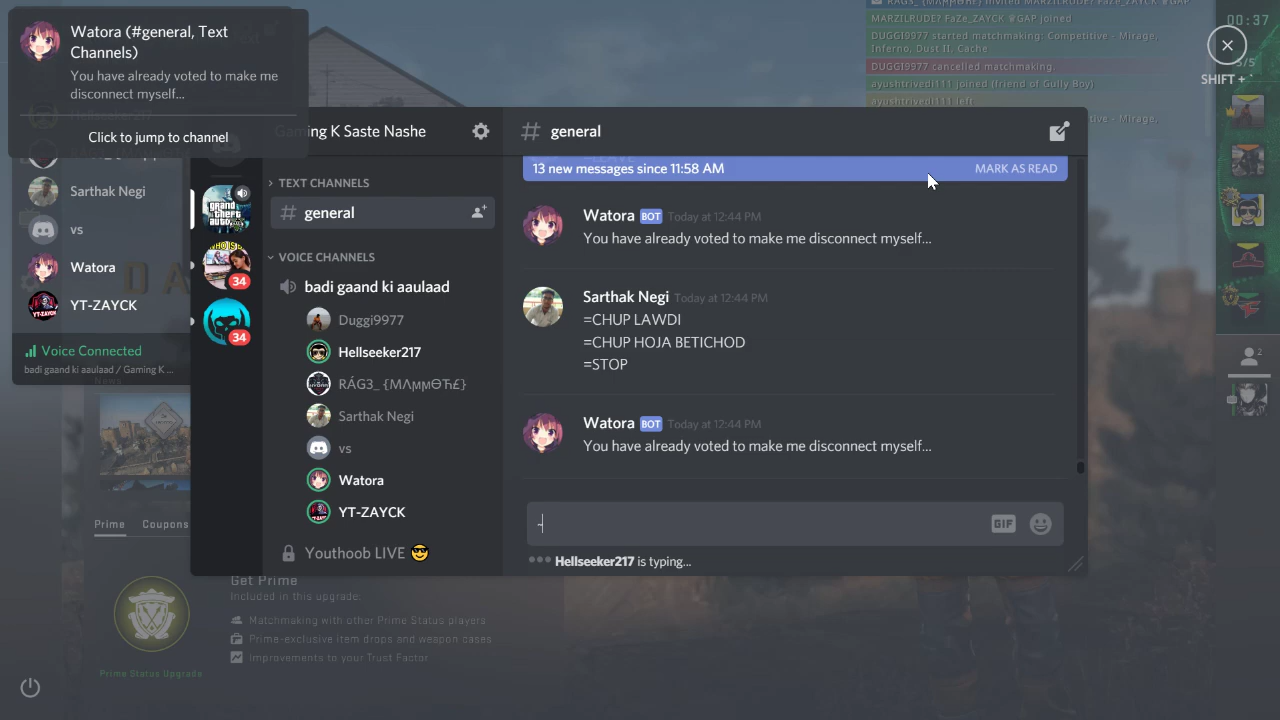 Watora (#general, Text
Channels)
You have already voted to make me
disconnect myself...
Click to jump to channel
Sarthak Negi
vs
Watora
YT-ZAYCK
Voice Connected
badi gaand ki aaulaad / Gaming K ...
MARZILRUDE? FaZe_ZAYCK ♛GAP joined
DUGGI9977 started matchmaking: Competitive - Mirage,
Inferno, Dust II, Cache
DUGGI9977 cancelled matchmaking.
ayushtrivedi111 joined (friend of Gully Boy)
ayushtrivedi111 left
00:37
5/5
SHIFT + `
Gaming K Saste Nashe
TEXT CHANNELS
# general
VOICE CHANNELS
badi gaand ki aaulaad
Duggi9977
Hellseeker217
RÁG3_ {MΛϻϻѲЋ£}
Sarthak Negi
vs
Watora
YT-ZAYCK
Youthoob LIVE 😎
34
34
# general
13 new messages since 11:58 AM
MARK AS READ
Watora BOT Today at 12:44 PM
You have already voted to make me disconnect myself...
Sarthak Negi Today at 12:44 PM
=CHUP LAWDI
=CHUP HOJA BETICHOD
=STOP
Watora BOT Today at 12:44 PM
You have already voted to make me disconnect myself...
-
GIF
Hellseeker217 is typing...
2
News
Prime
Coupons
Get Prime
Included in this upgrade:
Matchmaking with other Prime Status players
Prime-exclusive item drops and weapon cases
Improvements to your Trust Factor
Prime Status Upgrade